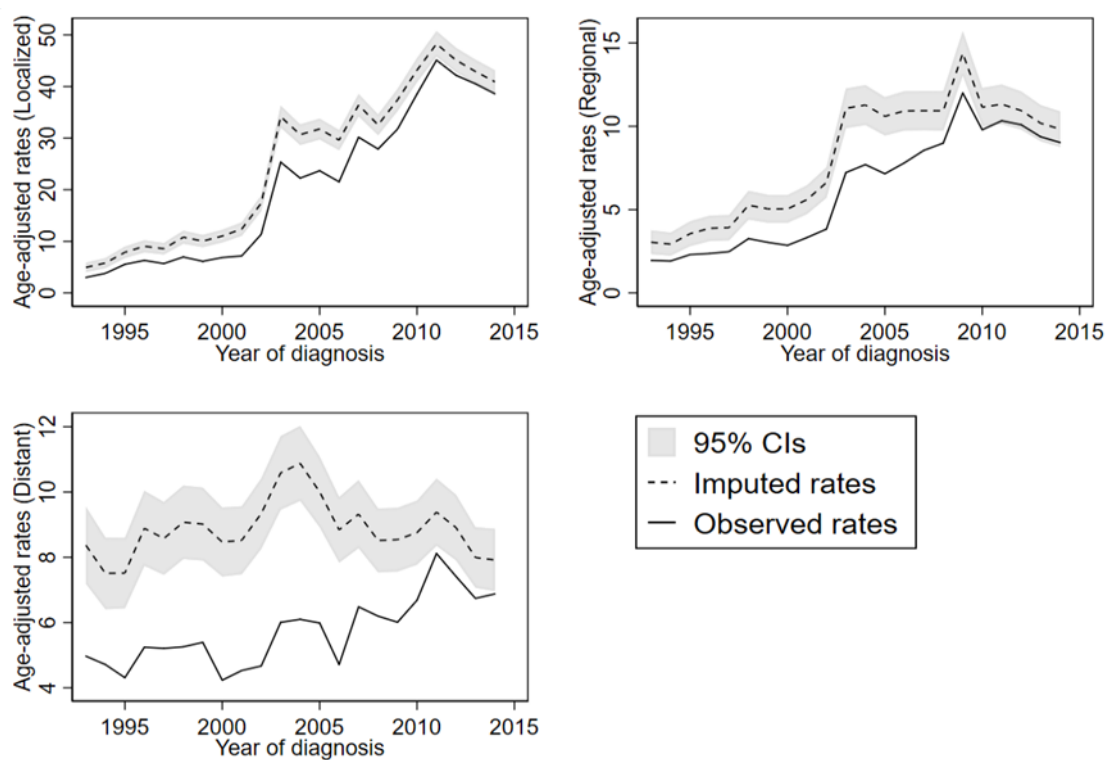 Age-adjusted rates (Localized)
50
40
30
20
10
0
1995 2000 2005 2010 2015
Year of diagnosis
Age-adjusted rates (Regional)
15
10
5
0
1995 2000 2005 2010 2015
Year of diagnosis
Age-adjusted rates (Distant)
12
10
8
6
4
1995 2000 2005 2010 2015
Year of diagnosis
95% CIs
Imputed rates
Observed rates